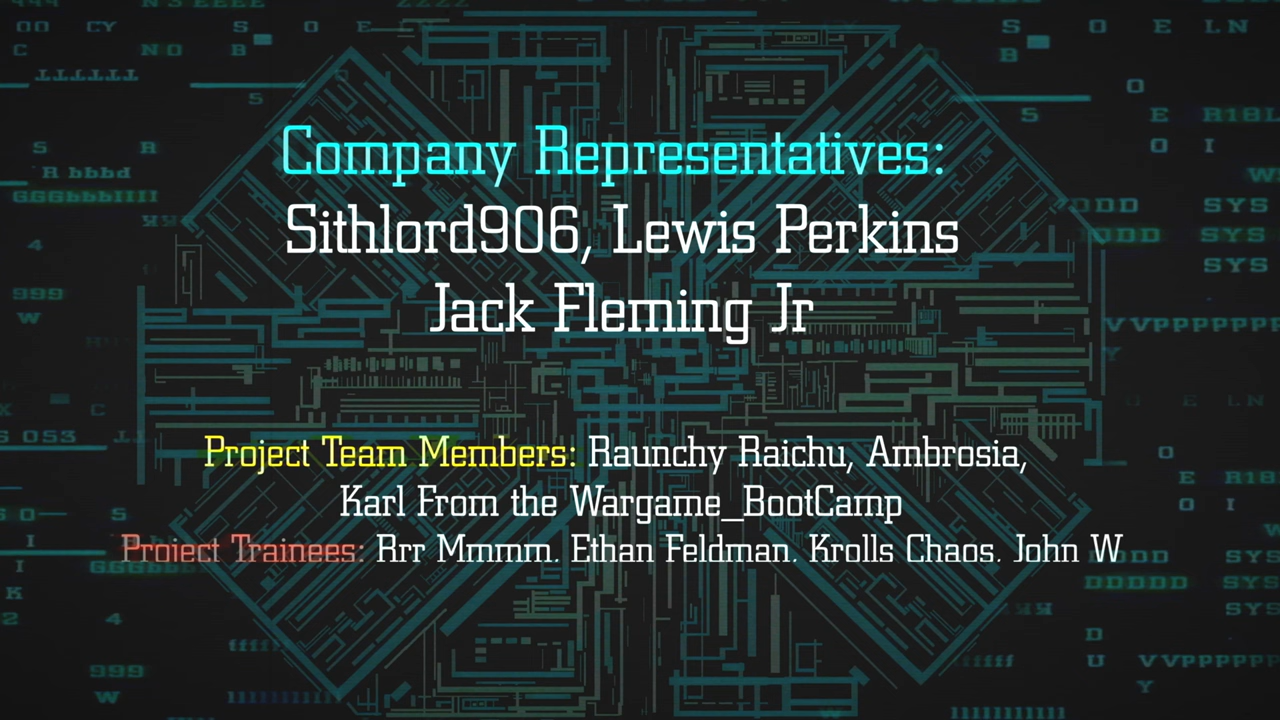 Company Representatives:
Sithlord906, Lewis Perkins
Jack Fleming Jr
Project Team Members: Raunchy Raichu, Ambrosia,
Karl From the Wargame_BootCamp
Project Trainees: Rrr Mmmm, Ethan Feldman, Krolls Chaos, John W